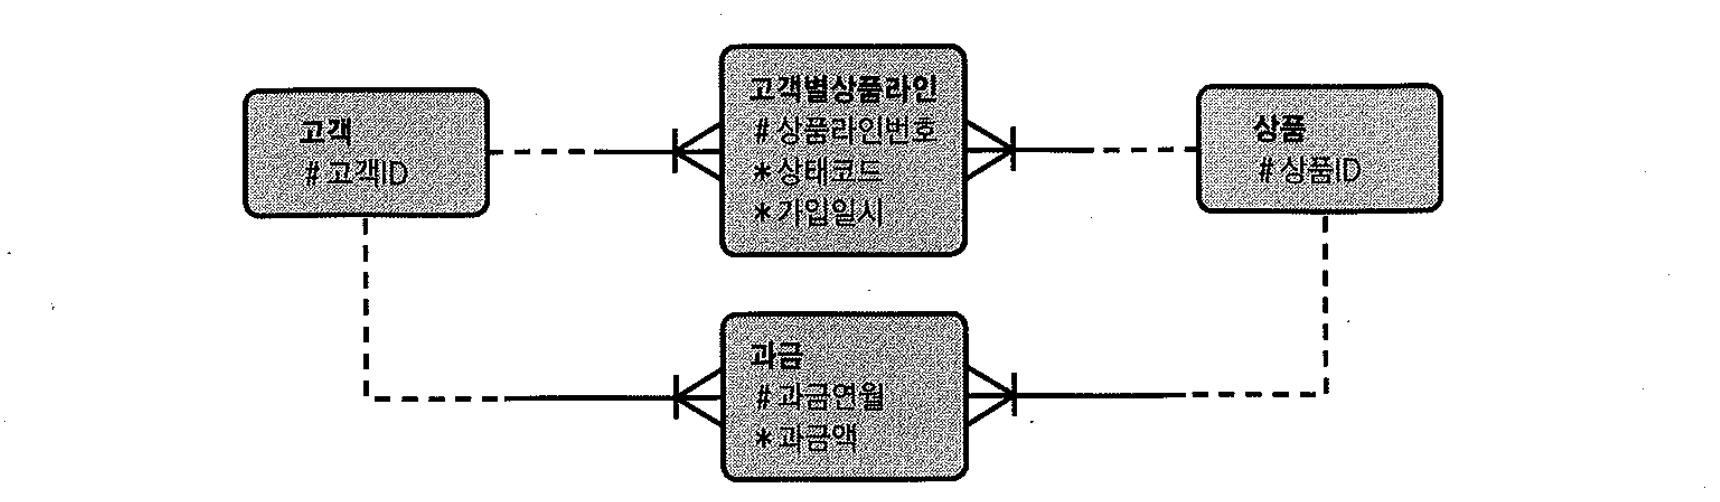 고객
# 고객ID
고객별상품라인
# 상품라인번호
* 상태코드
* 가입일시
상품
# 상품ID
과금
# 과금연월
* 과금액